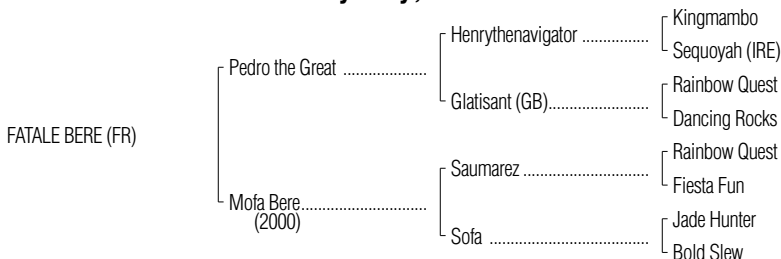 Kingmambo
Henrythenavigator ................
Sequoyah (IRE)
Pedro the Great ....................
Rainbow Quest
Glatisant (GB)........................
Dancing Rocks
FATALE BERE (FR)
Rainbow Quest
Saumarez ..............................
Fiesta Fun
Mofa Bere..............................
(2000)
Jade Hunter
Sofa ......................................
Bold Slew